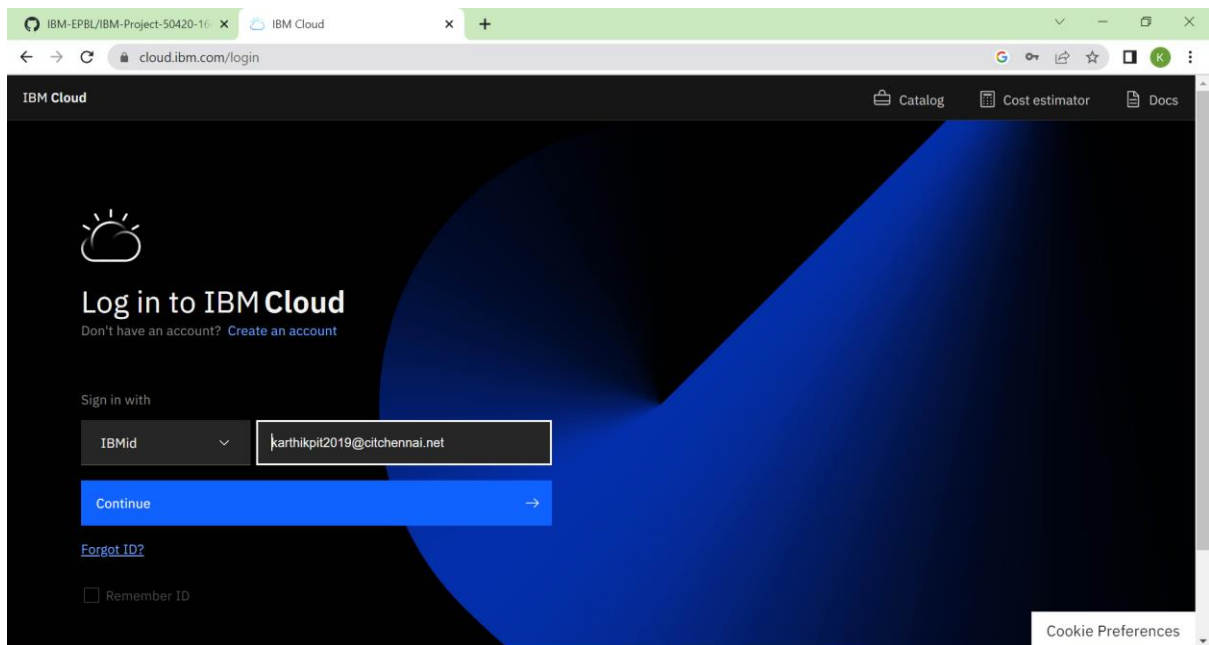 IBM-EPBL/IBM-Project-50420-16
IBM Cloud
cloud.ibm.com/login
K
IBM Cloud
Catalog
Cost estimator
Docs
Log in to IBM Cloud
Don't have an account? Create an account
Sign in with
IBMid
karthikpit2019@citchennai.net
Continue
Forgot ID?
Remember ID
Cookie Preferences